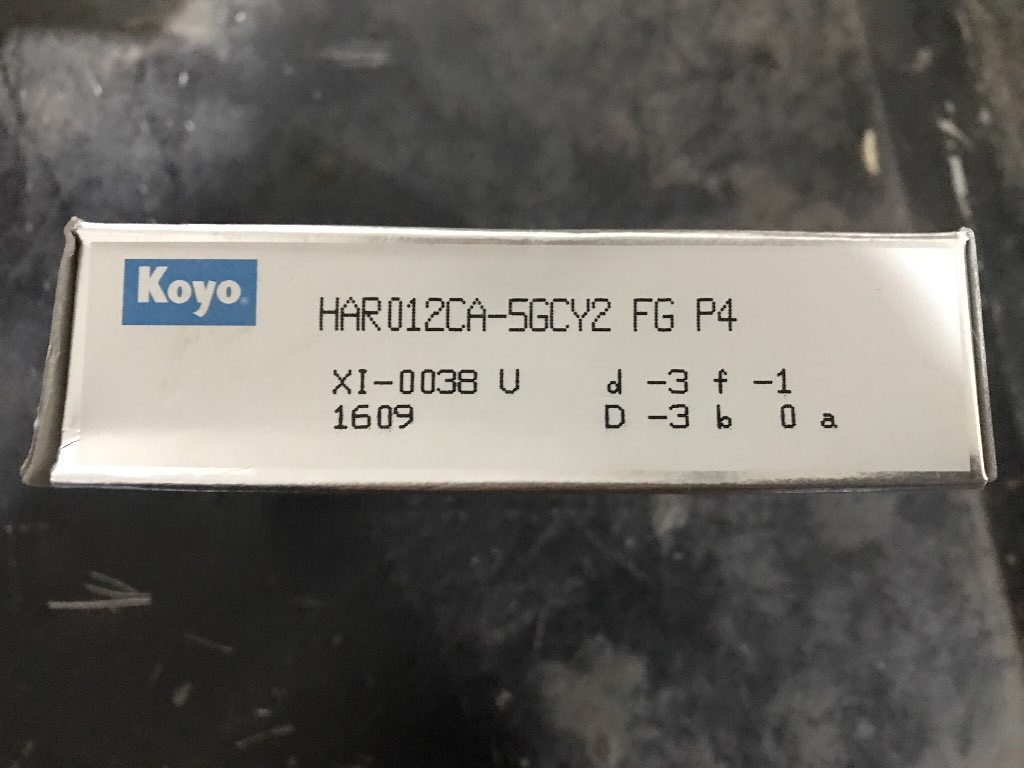 Koyo
HAR012CA-5GCY2 FG P4
XI-0038 U d -3 f -1
1609 D -3 b 0 a